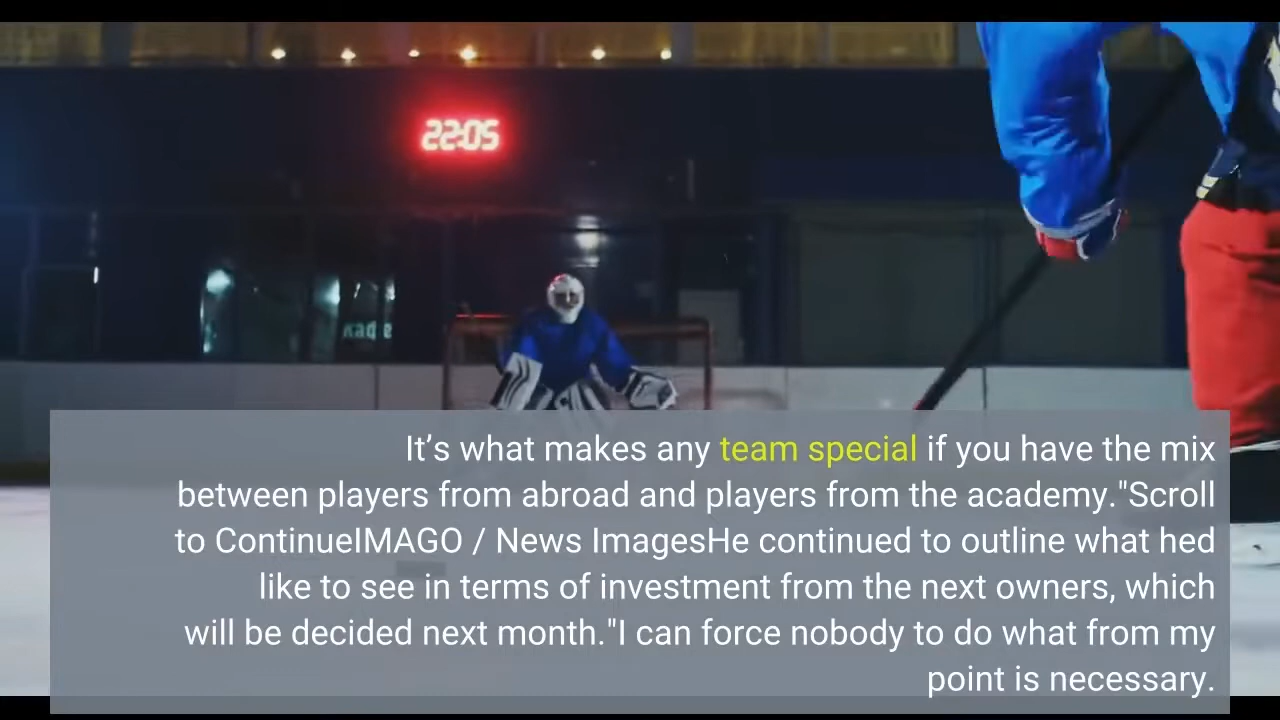 22:05
Kade
It’s what makes any team special if you have the mix
between players from abroad and players from the academy."Scroll
to ContinueIMAGO / News ImagesHe continued to outline what hed
like to see in terms of investment from the next owners, which
will be decided next month."I can force nobody to do what from my
point is necessary.